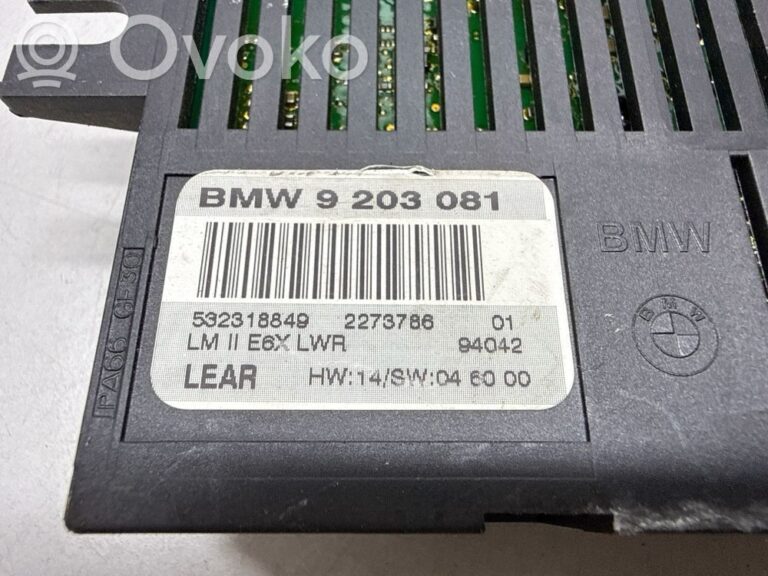 Ovoko
BMW 9 203 081
532318849 2273786 01
LM II E6X LWR 94042
LEAR HW:14/SW:04 60 00
BMW
BMW
PA66 GF30